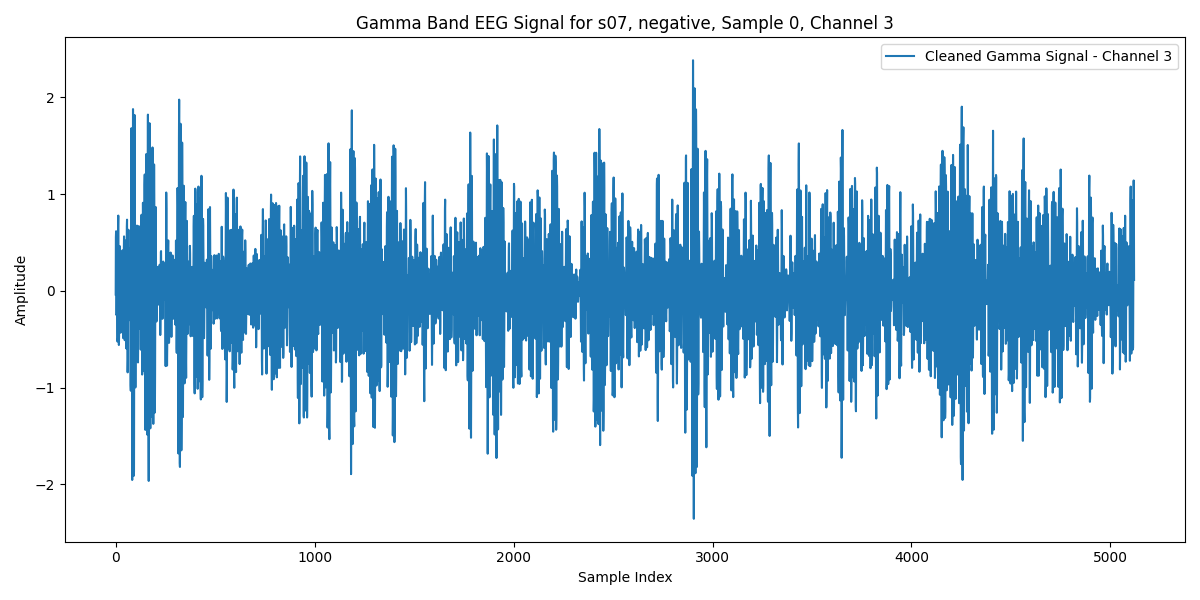 Gamma Band EEG Signal for s07, negative, Sample 0, Channel 3
Cleaned Gamma Signal - Channel 3
Amplitude
2
1
0
−1
−2
0 1000 2000 3000 4000 5000
Sample Index